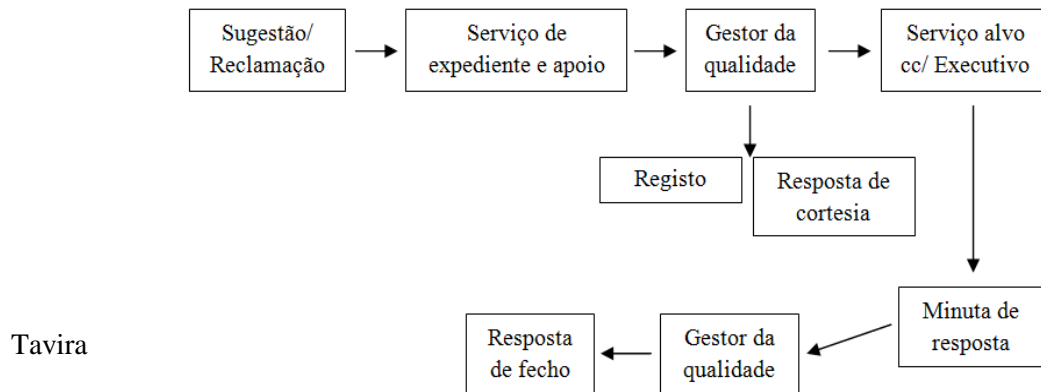 Sugestão/
Reclamação
Serviço de
expediente e apoio
Gestor da
qualidade
Serviço alvo
cc/ Executivo
Registo
Resposta de
cortesia
Minuta de
resposta
Gestor da
qualidade
Resposta
de fecho
Tavira